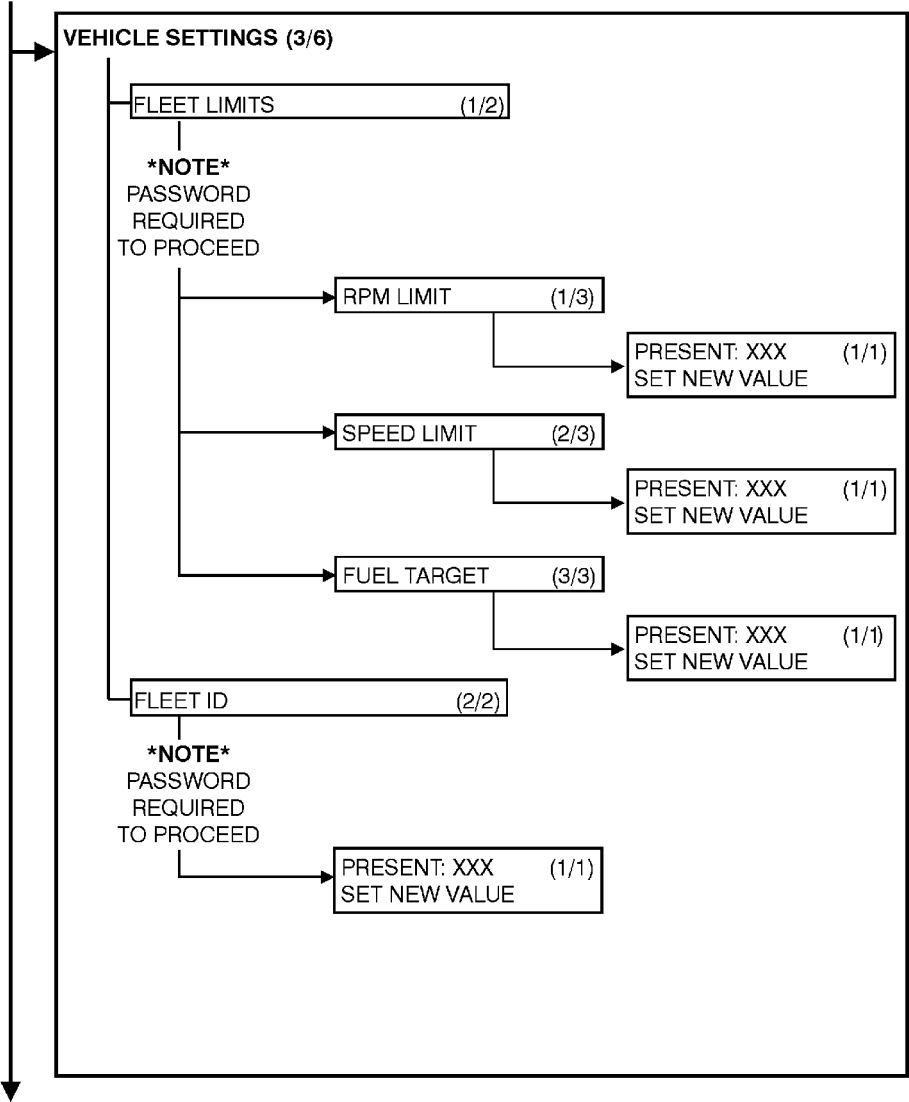 VEHICLE SETTINGS (3/6)
FLEET LIMITS (1/2)
*NOTE*
PASSWORD
REQUIRED
TO PROCEED
RPM LIMIT (1/3)
PRESENT: XXX (1/1)
SET NEW VALUE
SPEED LIMIT (2/3)
PRESENT: XXX (1/1)
SET NEW VALUE
FUEL TARGET (3/3)
PRESENT: XXX (1/1)
SET NEW VALUE
FLEET ID (2/2)
*NOTE*
PASSWORD
REQUIRED
TO PROCEED
PRESENT: XXX (1/1)
SET NEW VALUE